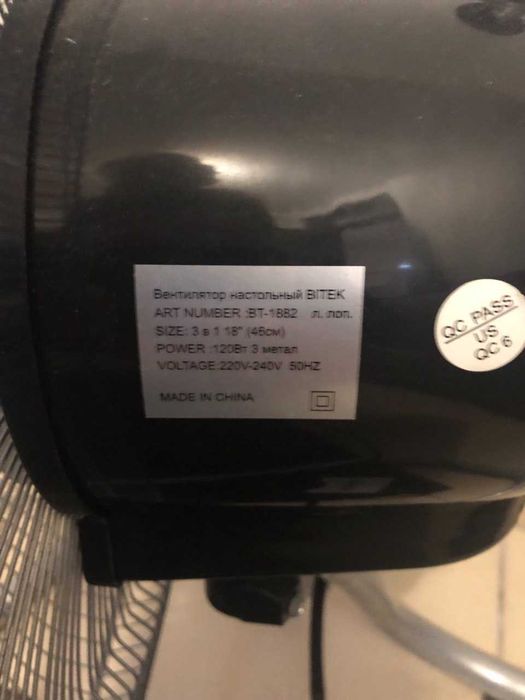 Вентилятор настольный BITEK
ART NUMBER :BT-1882 л. лоп.
SIZE: 3 в 1 18" (46см)
POWER :120Вт 3 метал
VOLTAGE:220V-240V 50HZ
MADE IN CHINA
QC PASS
US
QC 6